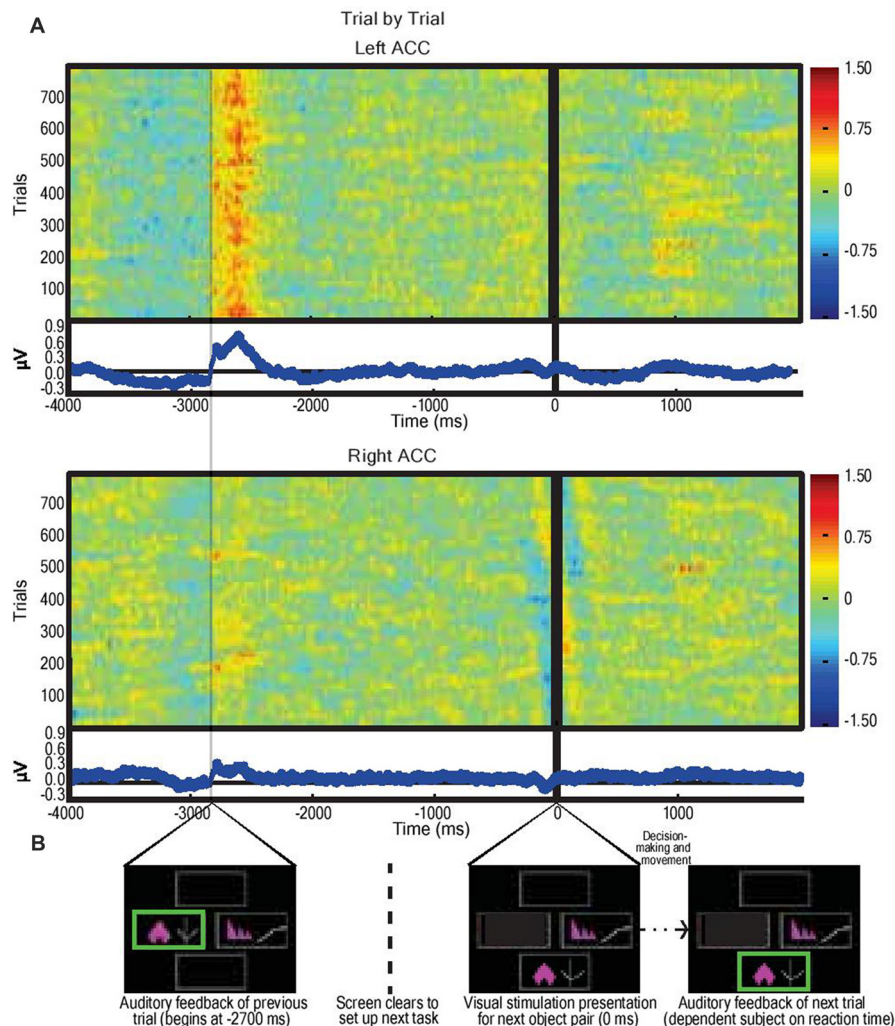 A
Trial by Trial
Left ACC
Trials
700
600
500
400
300
200
100
1.50
0.75
0
-0.75
-1.50
µV
0.9
0.6
0.3
0.0
-0.3
-4000 -3000 -2000 -1000 0 1000
Time (ms)
Right ACC
Trials
700
600
500
400
300
200
100
1.50
0.75
0
-0.75
-1.50
µV
0.9
0.6
0.3
0.0
-0.3
-4000 -3000 -2000 -1000 0 1000
Time (ms)
B
Decision-
making and
movement
Auditory feedback of previous
trial (begins at -2700 ms)
Screen clears to
set up next task
Visual stimulation presentation
for next object pair (0 ms)
Auditory feedback of next trial
(dependent subject on reaction time)